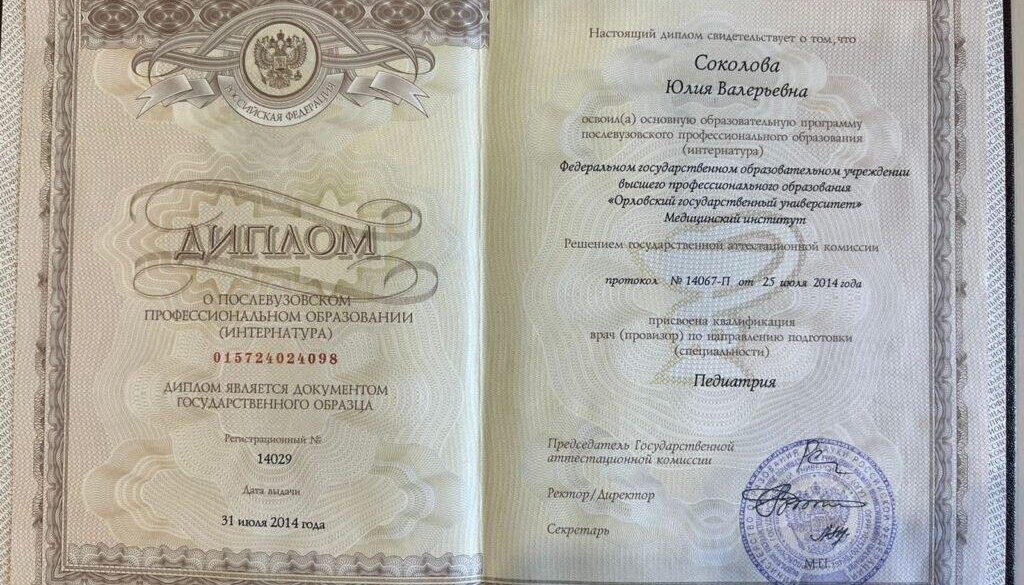 РОССИЙСКАЯ ФЕДЕРАЦИЯ
ДИПЛОМ
О ПОСЛЕВУЗОВСКОМ
ПРОФЕССИОНАЛЬНОМ ОБРАЗОВАНИИ
(ИНТЕРНАТУРА)
015724024098
ДИПЛОМ ЯВЛЯЕТСЯ ДОКУМЕНТОМ
ГОСУДАРСТВЕННОГО ОБРАЗЦА
Регистрационный №
14029
Дата выдачи
31 июля 2014 года
Настоящий диплом свидетельствует о том, что
Соколова
Юлия Валерьевна
освоил(а) основную образовательную программу
послевузовского профессионального образования
(интернатура)
Федеральном государственном образовательном учреждении
высшего профессионального образования
«Орловский государственный университет»
Медицинский институт
Решением государственной аттестационной комиссии
протокол № 14067-П от 25 июля 2014 года
присвоена квалификация
врач (провизор) по направлению подготовки
(специальности)
Педиатрия
Председатель Государственной
аттестационной комиссии
Ректор/Директор
Секретарь
М.П.